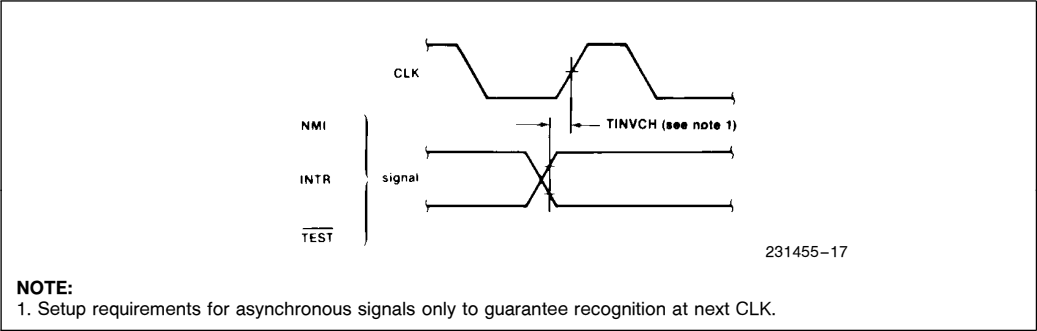 CLK
NMI
TINVCH (see note 1)
INTR
signal
TEST
231455-17
NOTE:
1. Setup requirements for asynchronous signals only to guarantee recognition at next CLK.